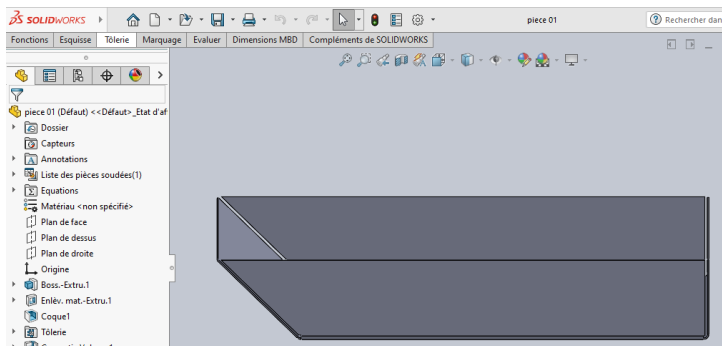 SOLIDWORKS
piece 01
Rechercher dans
Fonctions
Esquisse
Tôlerie
Marquage
Evaluer
Dimensions MBD
Compléments de SOLIDWORKS
piece 01 (Défaut) <<Défaut>_Etat d'af
Dossier
Capteurs
Annotations
Liste des pièces soudées(1)
Equations
Matériau <non spécifié>
Plan de face
Plan de dessus
Plan de droite
Origine
Boss.-Extru.1
Enlèv. mat.-Extru.1
Coque1
Tôlerie